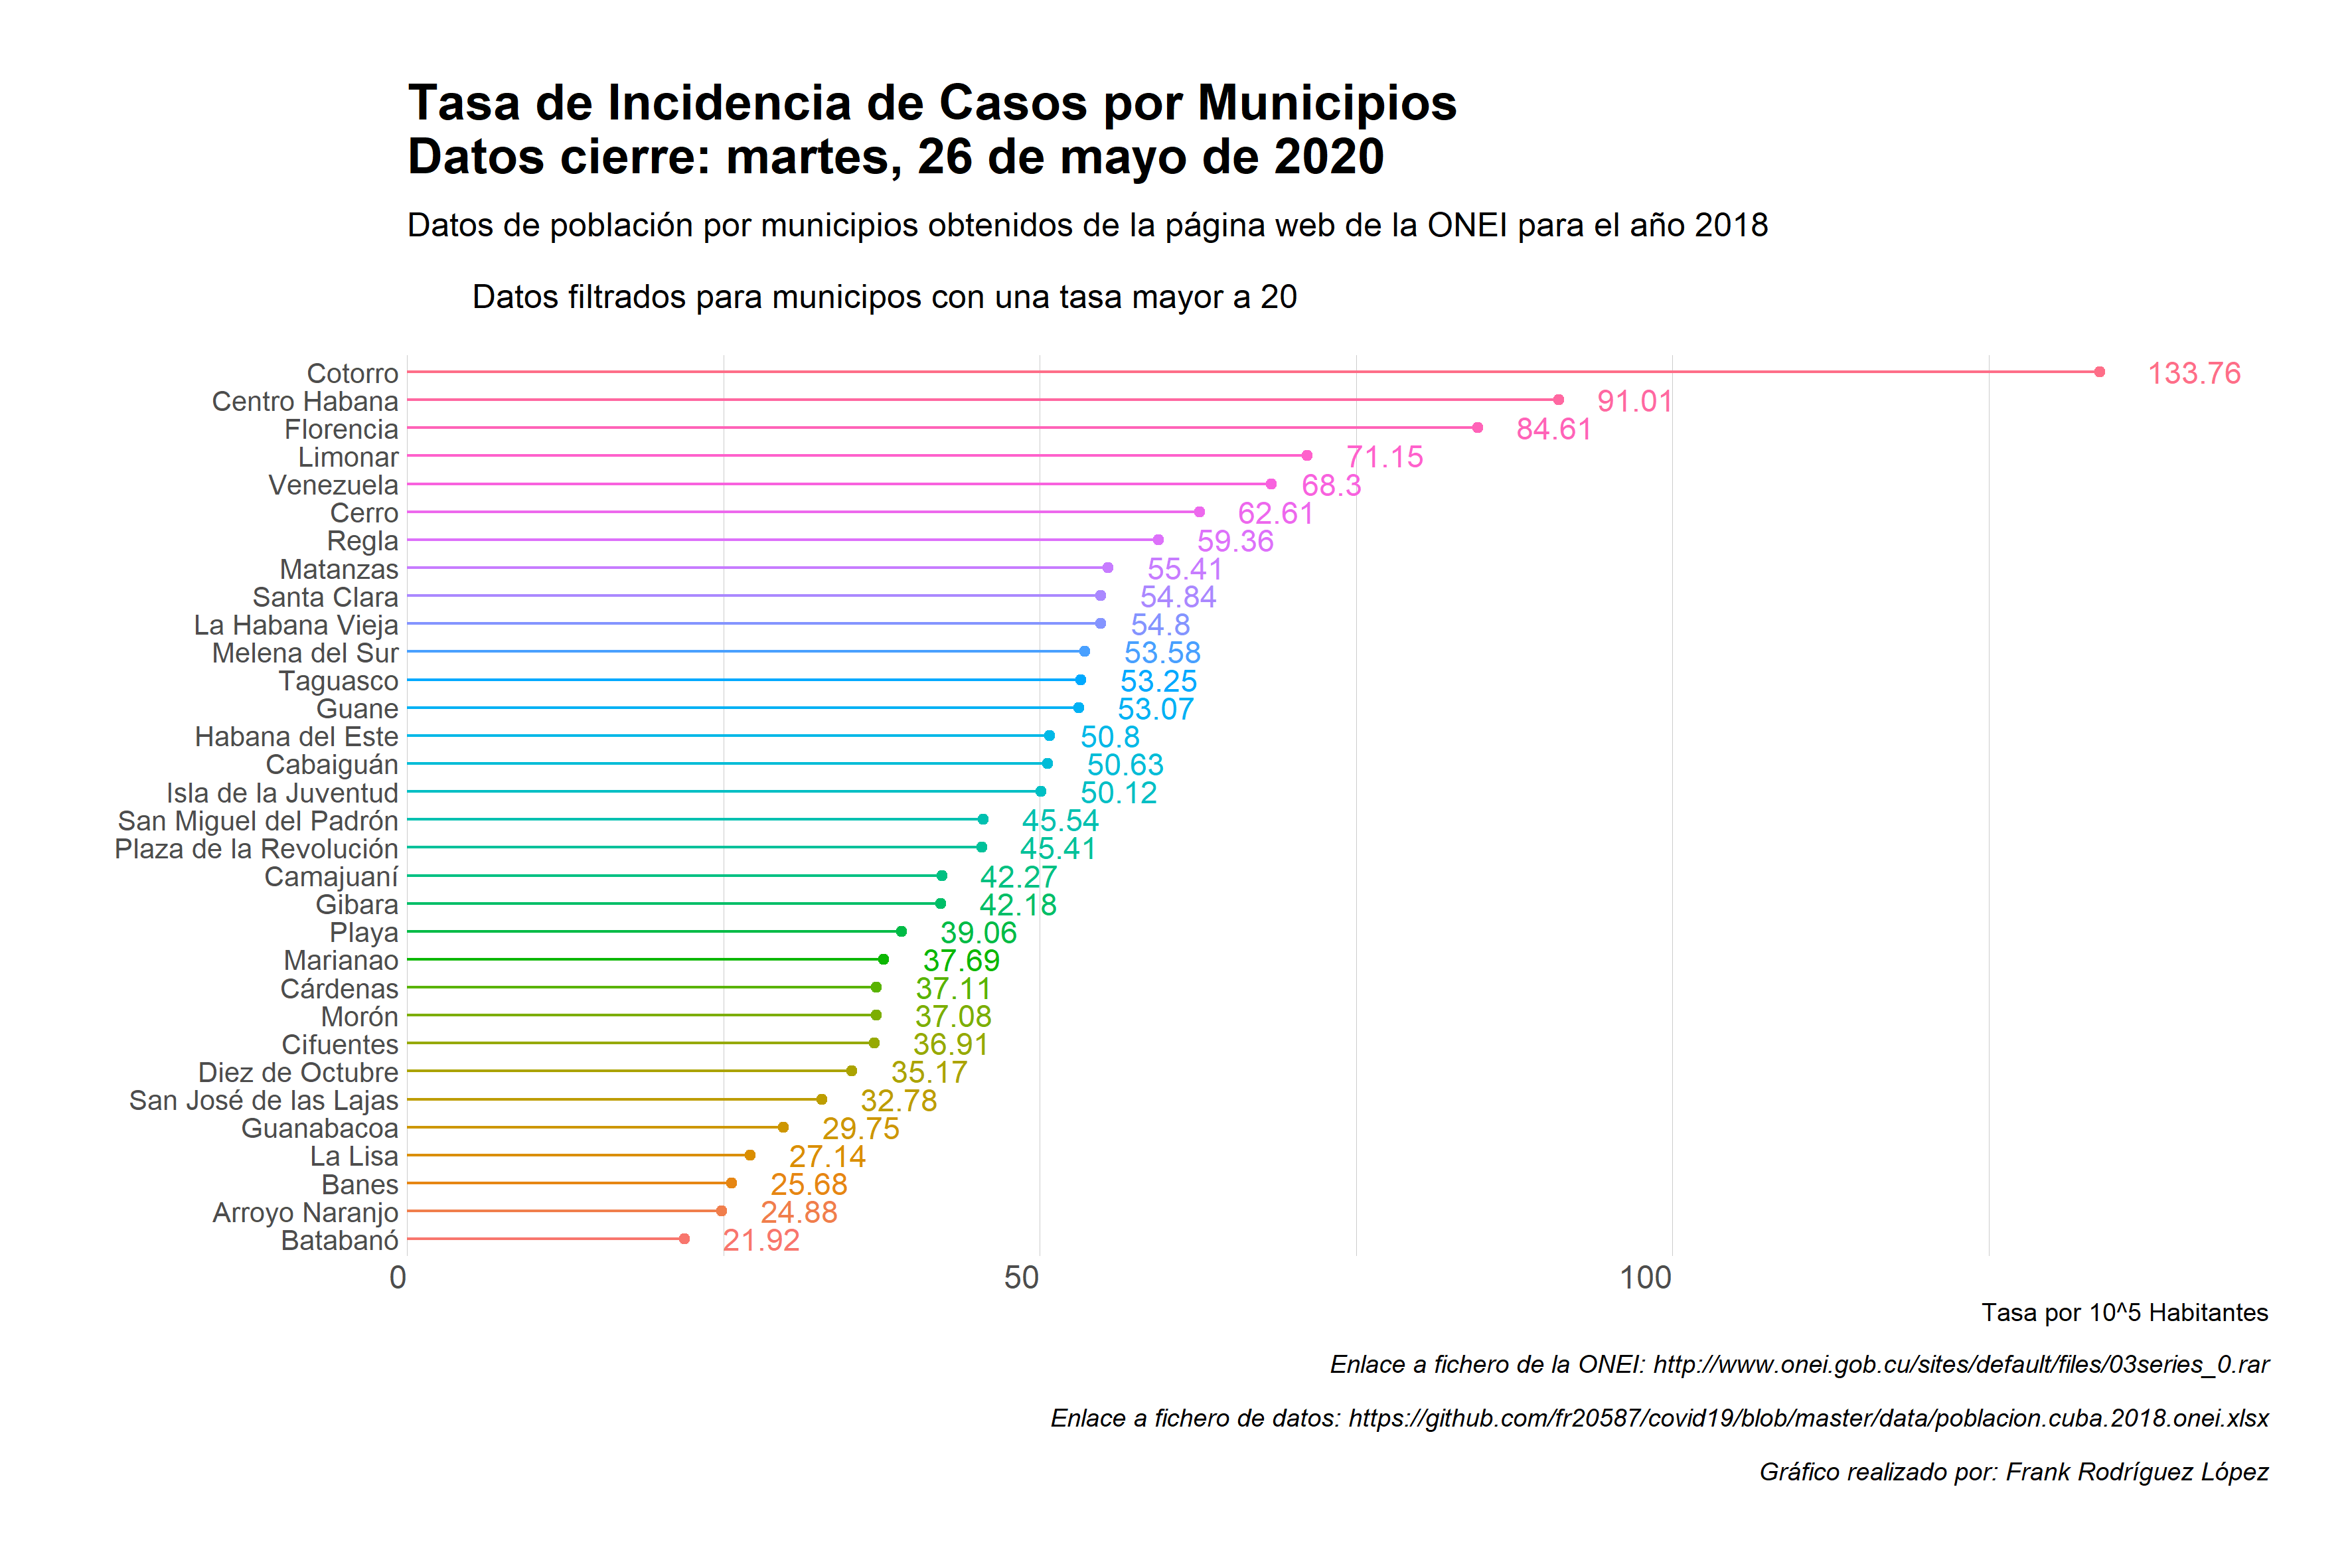 Tasa de Incidencia de Casos por Municipios
Datos cierre: martes, 26 de mayo de 2020
Datos de población por municipios obtenidos de la página web de la ONEI para el año 2018
Datos filtrados para municipos con una tasa mayor a 20
Cotorro 133.76
Centro Habana 91.01
Florencia 84.61
Limonar 71.15
Venezuela 68.3
Cerro 62.61
Regla 59.36
Matanzas 55.41
Santa Clara 54.84
La Habana Vieja 54.8
Melena del Sur 53.58
Taguasco 53.25
Guane 53.07
Habana del Este 50.8
Cabaiguán 50.63
Isla de la Juventud 50.12
San Miguel del Padrón 45.54
Plaza de la Revolución 45.41
Camajuaní 42.27
Gibara 42.18
Playa 39.06
Marianao 37.69
Cárdenas 37.11
Morón 37.08
Cifuentes 36.91
Diez de Octubre 35.17
San José de las Lajas 32.78
Guanabacoa 29.75
La Lisa 27.14
Banes 25.68
Arroyo Naranjo 24.88
Batabanó 21.92
0 50 100
Tasa por 10^5 Habitantes
Enlace a fichero de la ONEI: http://www.onei.gob.cu/sites/default/files/03series_0.rar
Enlace a fichero de datos: https://github.com/fr20587/covid19/blob/master/data/poblacion.cuba.2018.onei.xlsx
Gráfico realizado por: Frank Rodríguez López